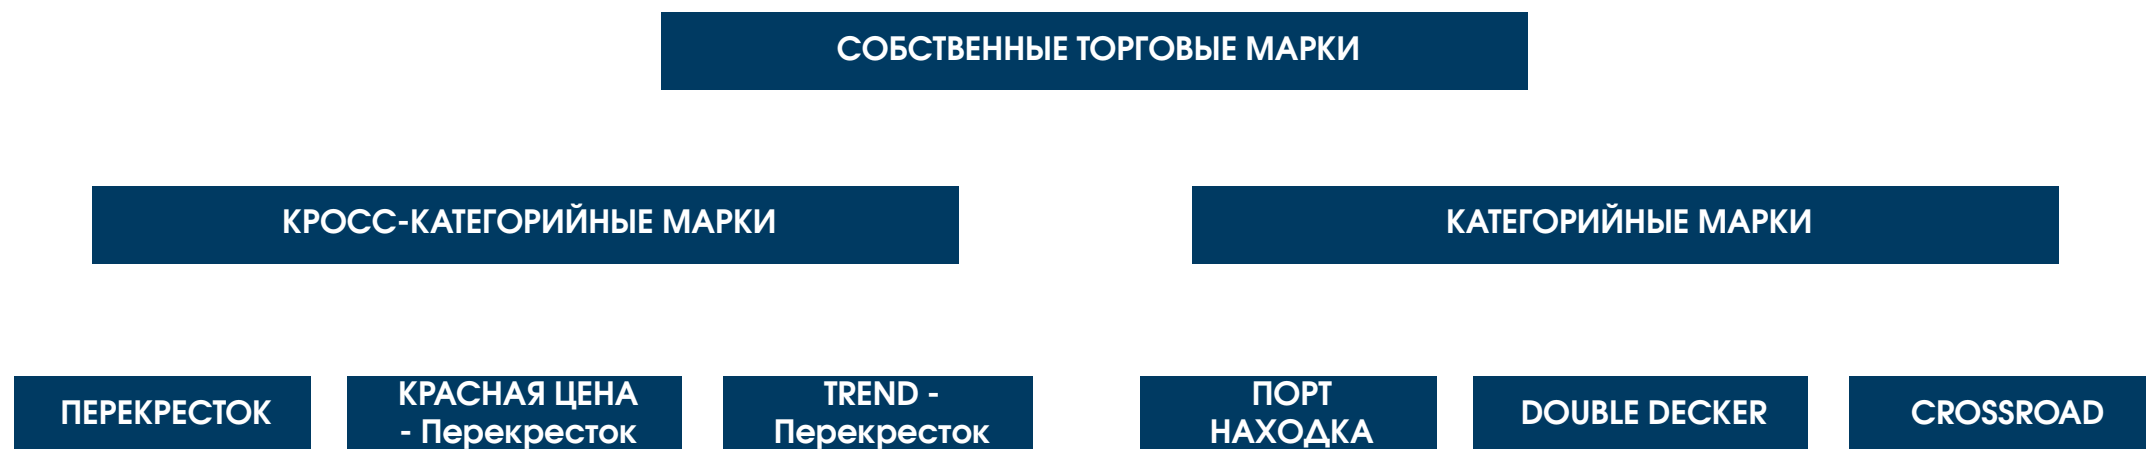 СОБСТВЕННЫЕ ТОРГОВЫЕ МАРКИ
КРОСС-КАТЕГОРИЙНЫЕ МАРКИ
КАТЕГОРИЙНЫЕ МАРКИ
ПЕРЕКРЕСТОК
КРАСНАЯ ЦЕНА
- Перекресток
TREND -
Перекресток
ПОРТ
НАХОДКА
DOUBLE DECKER
CROSSROAD